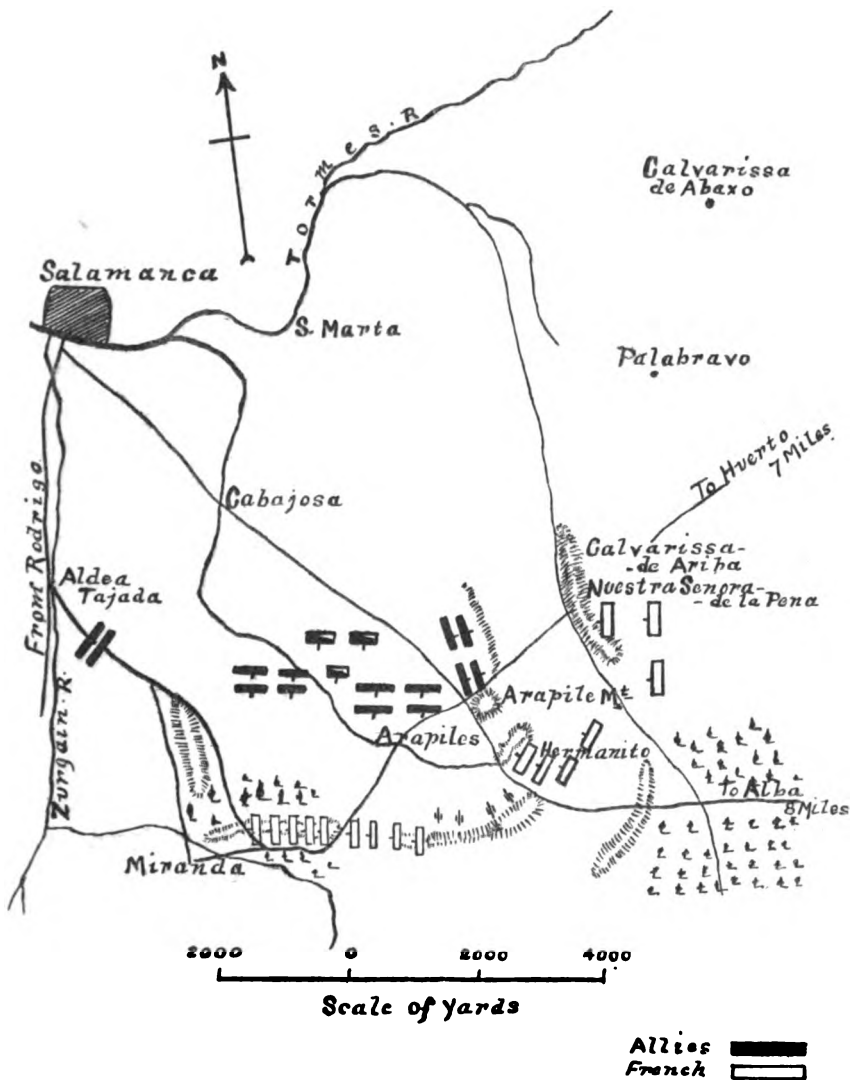 N
Tormes. R
Calvarissa
de Abaxo
Salamanca
S. Marta
Palabravo
To Huerto
7 Miles
Cabajosa
From Rodrigo
Calvarissa-
-de Ariba
Aldea
Tajada
Nuestra Senora-
-de la Pena
Zurgain. R.
Arapile Mt
Arapiles
Hermanito
To Alba
8 Miles
Miranda
2000 0 2000 4000
Scale of Yards
Allies
French